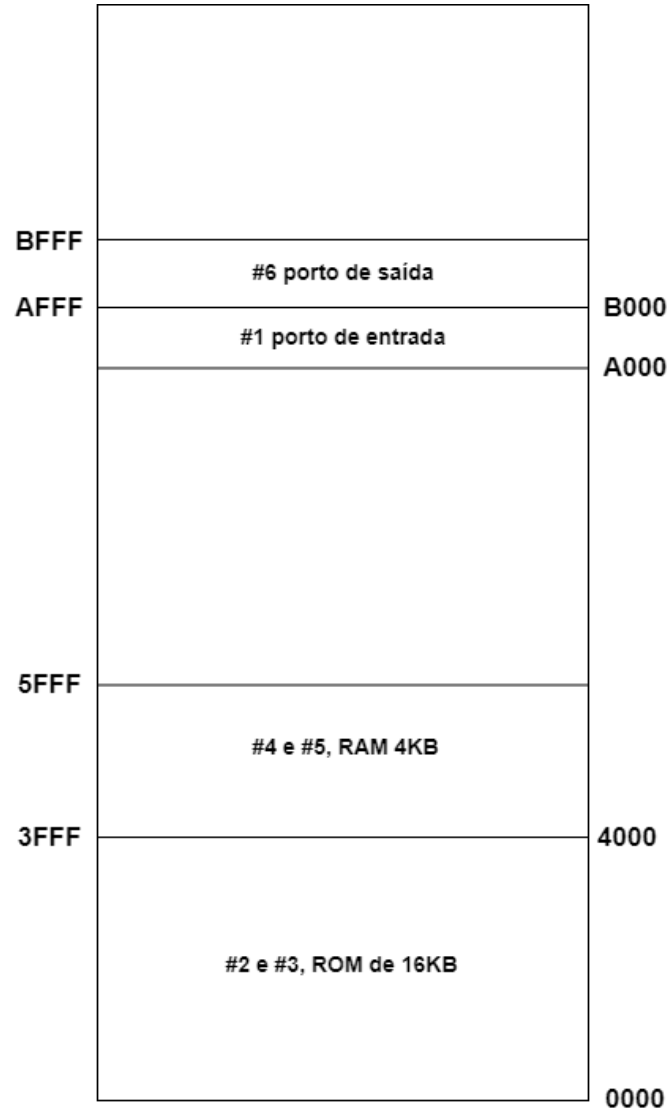 BFFF
#6 porto de saída
AFFF
B000
#1 porto de entrada
A000
5FFF
#4 e #5, RAM 4KB
3FFF
4000
#2 e #3, ROM de 16KB
0000